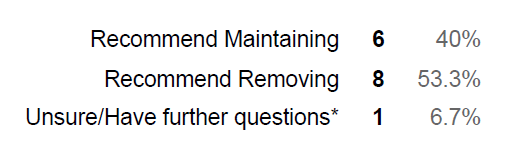 Recommend Maintaining 6 40%
Recommend Removing 8 53.3%
Unsure/Have further questions* 1 6.7%